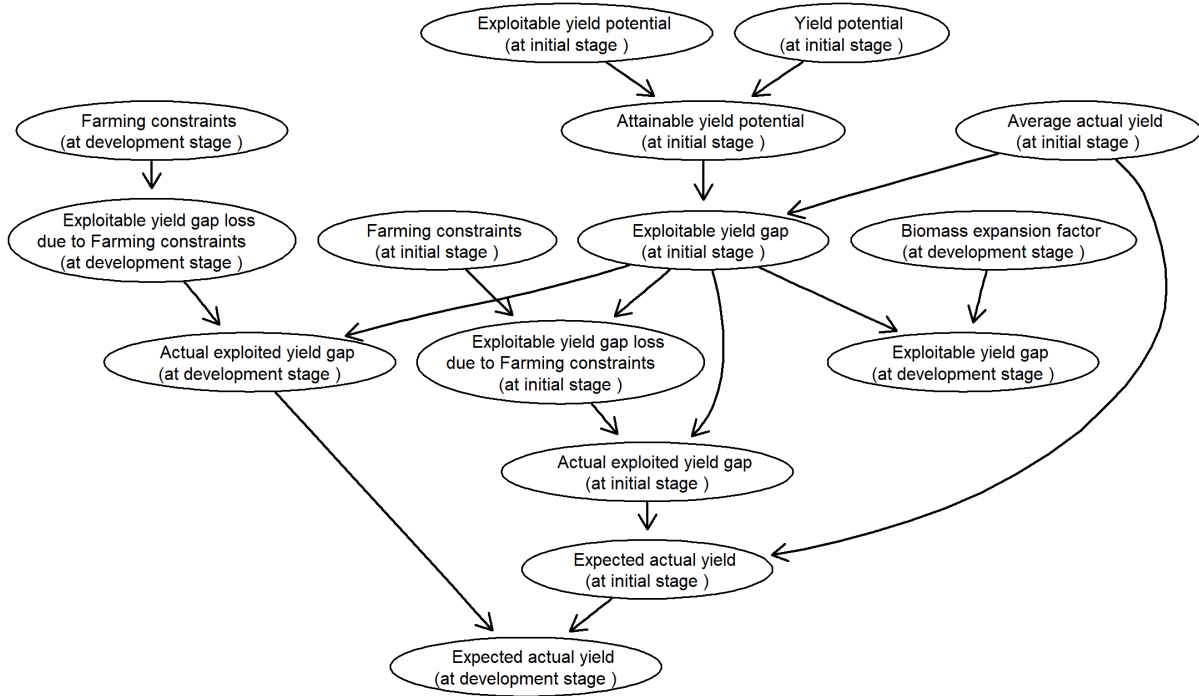 Exploitable yield potential
(at initial stage )
Yield potential
(at initial stage )
Farming constraints
(at development stage )
Attainable yield potential
(at initial stage )
Average actual yield
(at initial stage )
Exploitable yield gap loss
due to Farming constraints
(at development stage )
Farming constraints
(at initial stage )
Exploitable yield gap
(at initial stage )
Biomass expansion factor
(at development stage )
Actual exploited yield gap
(at development stage )
Exploitable yield gap loss
due to Farming constraints
(at initial stage )
Exploitable yield gap
(at development stage )
Actual exploited yield gap
(at initial stage )
Expected actual yield
(at initial stage )
Expected actual yield
(at development stage )